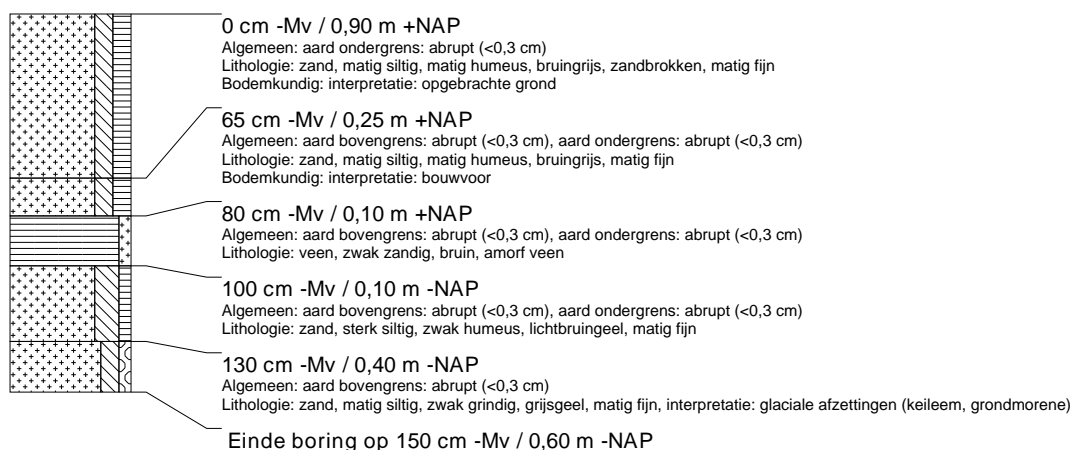 0 cm -Mv / 0,90 m +NAP
Algemeen: aard ondergrens: abrupt (<0,3 cm)
Lithologie: zand, matig siltig, matig humeus, bruingrijs, zandbrokken, matig fijn
Bodemkundig: interpretatie: opgebrachte grond
65 cm -Mv / 0,25 m +NAP
Algemeen: aard bovengrens: abrupt (<0,3 cm), aard ondergrens: abrupt (<0,3 cm)
Lithologie: zand, matig siltig, matig humeus, bruingrijs, matig fijn
Bodemkundig: interpretatie: bouwvoor
80 cm -Mv / 0,10 m +NAP
Algemeen: aard bovengrens: abrupt (<0,3 cm), aard ondergrens: abrupt (<0,3 cm)
Lithologie: veen, zwak zandig, bruin, amorf veen
100 cm -Mv / 0,10 m -NAP
Algemeen: aard bovengrens: abrupt (<0,3 cm), aard ondergrens: abrupt (<0,3 cm)
Lithologie: zand, sterk siltig, zwak humeus, lichtbruingeel, matig fijn
130 cm -Mv / 0,40 m -NAP
Algemeen: aard bovengrens: abrupt (<0,3 cm)
Lithologie: zand, matig siltig, zwak grindig, grijsgeel, matig fijn, interpretatie: glaciale afzettingen (keileem, grondmorene)
Einde boring op 150 cm -Mv / 0,60 m -NAP